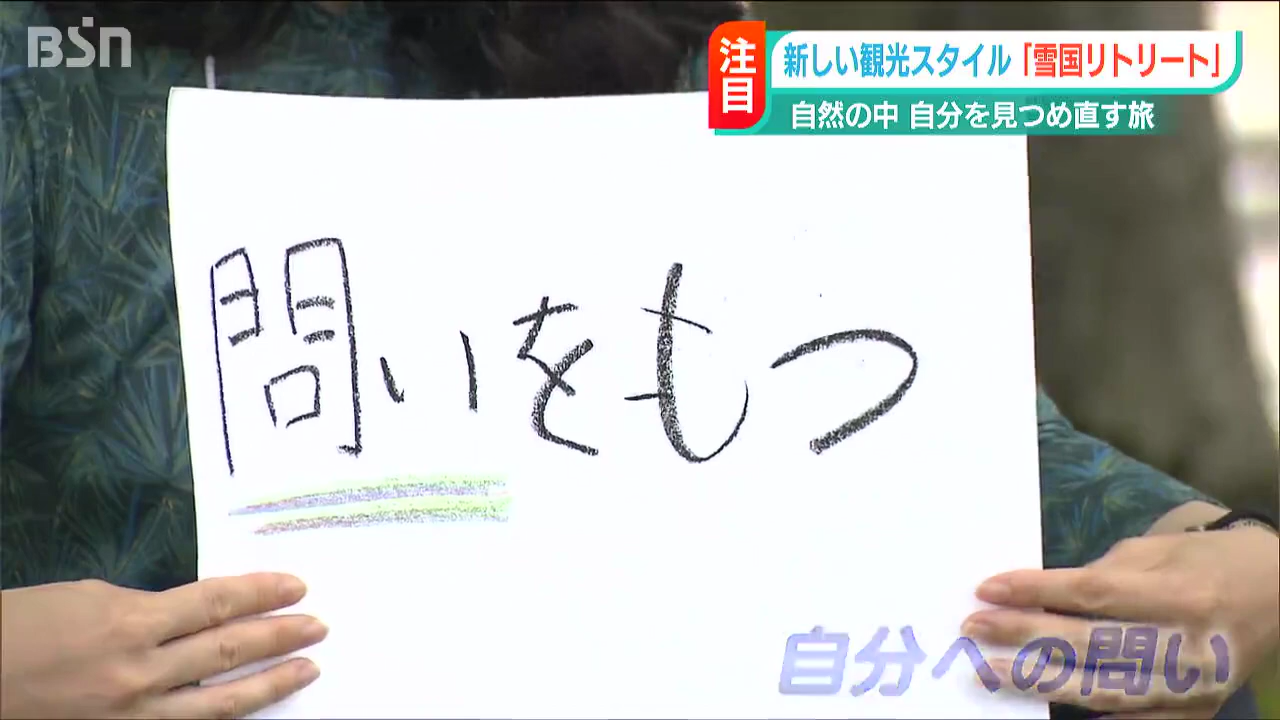 BSN
注目
新しい観光スタイル「雪国リトリート」
自然の中 自分を見つめ直す旅
問いをもつ
自分への問い